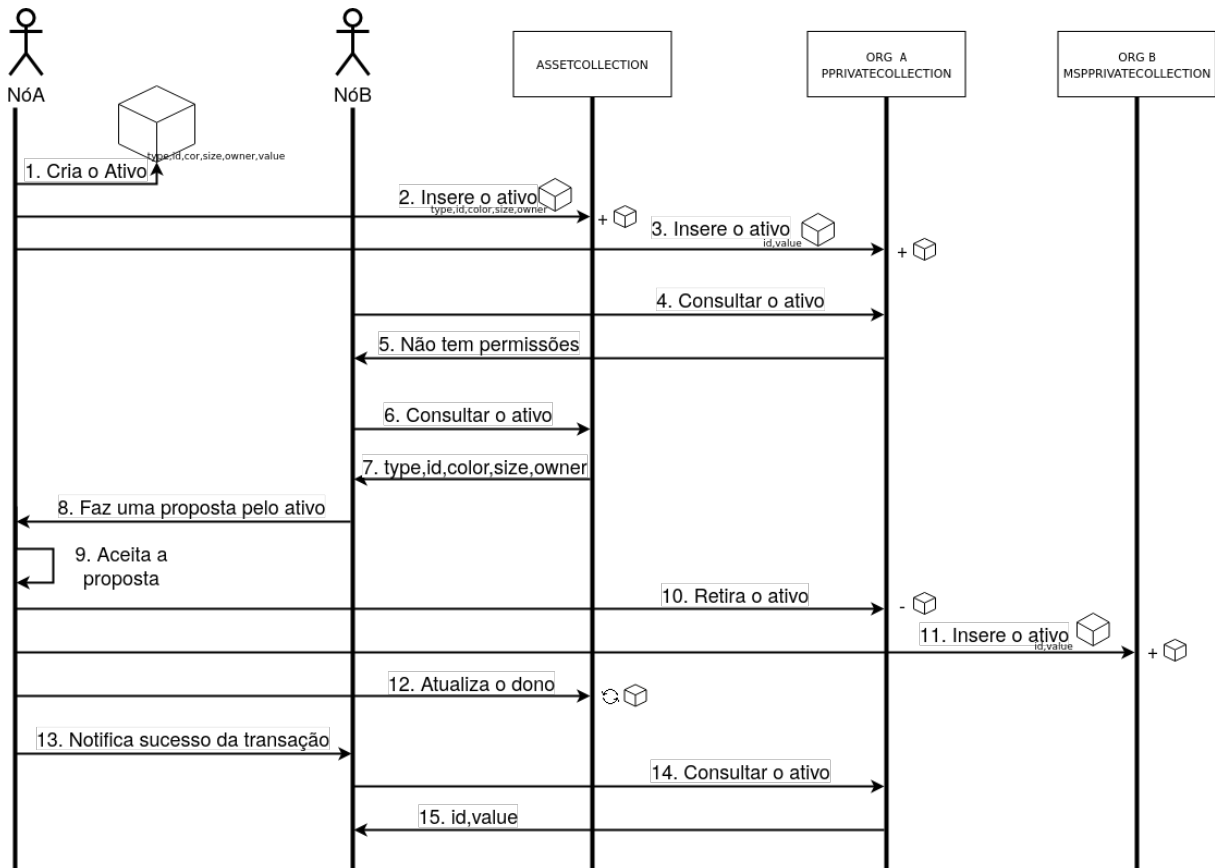 NóA
NóB
ASSETCOLLECTION
ORG A
PPRIVATECOLLECTION
ORG B
MSPPRIVATECOLLECTION
type,id,cor,size,owner,value
1. Cria o Ativo
2. Insere o ativo
type,id,color,size,owner
+
3. Insere o ativo
id,value
+
4. Consultar o ativo
5. Não tem permissões
6. Consultar o ativo
7. type,id,color,size,owner
8. Faz uma proposta pelo ativo
9. Aceita a
proposta
10. Retira o ativo
-
11. Insere o ativo
id,value
+
12. Atualiza o dono
13. Notifica sucesso da transação
14. Consultar o ativo
15. id,value